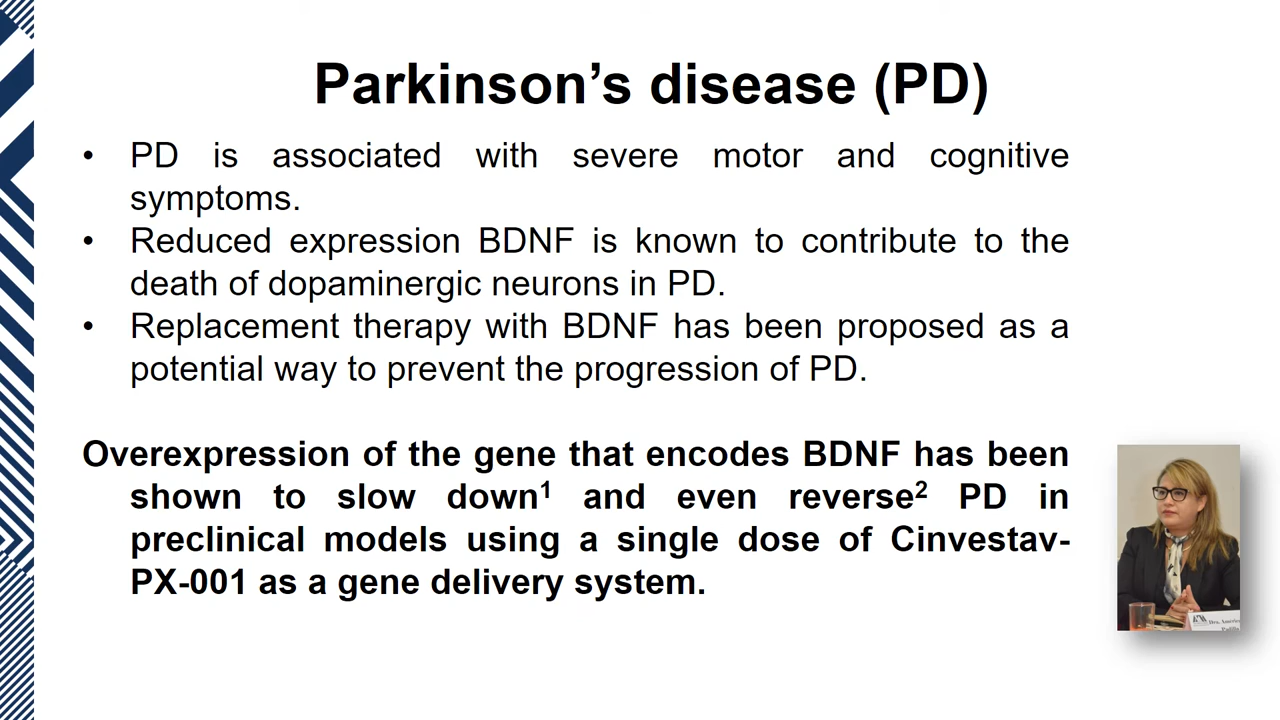 Parkinson’s disease (PD)
• PD is associated with severe motor and cognitive
symptoms.
• Reduced expression BDNF is known to contribute to the
death of dopaminergic neurons in PD.
• Replacement therapy with BDNF has been proposed as a
potential way to prevent the progression of PD.
Overexpression of the gene that encodes BDNF has been
shown to slow down¹ and even reverse² PD in
preclinical models using a single dose of Cinvestav-
PX-001 as a gene delivery system.
Dra.